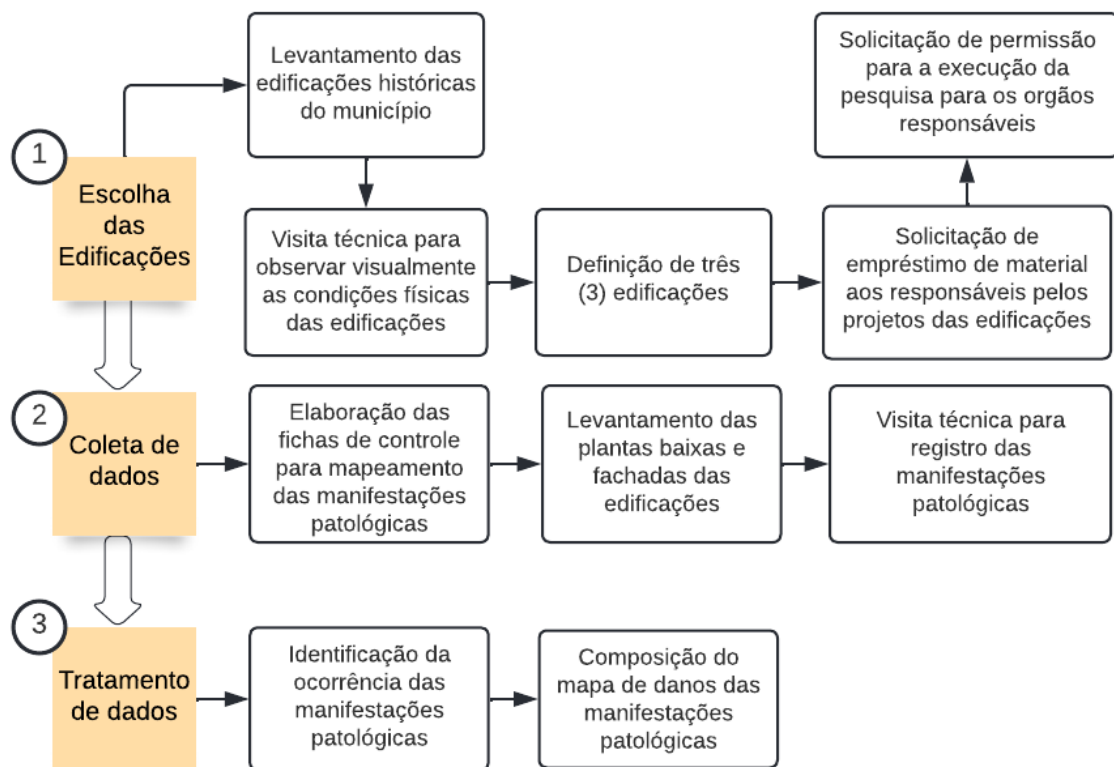 1
Escolha
das
Edificações
Levantamento das
edificações históricas
do município
Visita técnica para
observar visualmente
as condições físicas
das edificações
Definição de três
(3) edificações
Solicitação de
empréstimo de material
aos responsáveis pelos
projetos das edificações
Solicitação de permissão
para a execução da
pesquisa para os orgãos
responsáveis
2
Coleta de
dados
Elaboração das
fichas de controle
para mapeamento
das manifestações
patológicas
Levantamento das
plantas baixas e
fachadas das
edificações
Visita técnica para
registro das
manifestações
patológicas
3
Tratamento
de dados
Identificação da
ocorrência das
manifestações
patológicas
Composição do
mapa de danos das
manifestações
patológicas